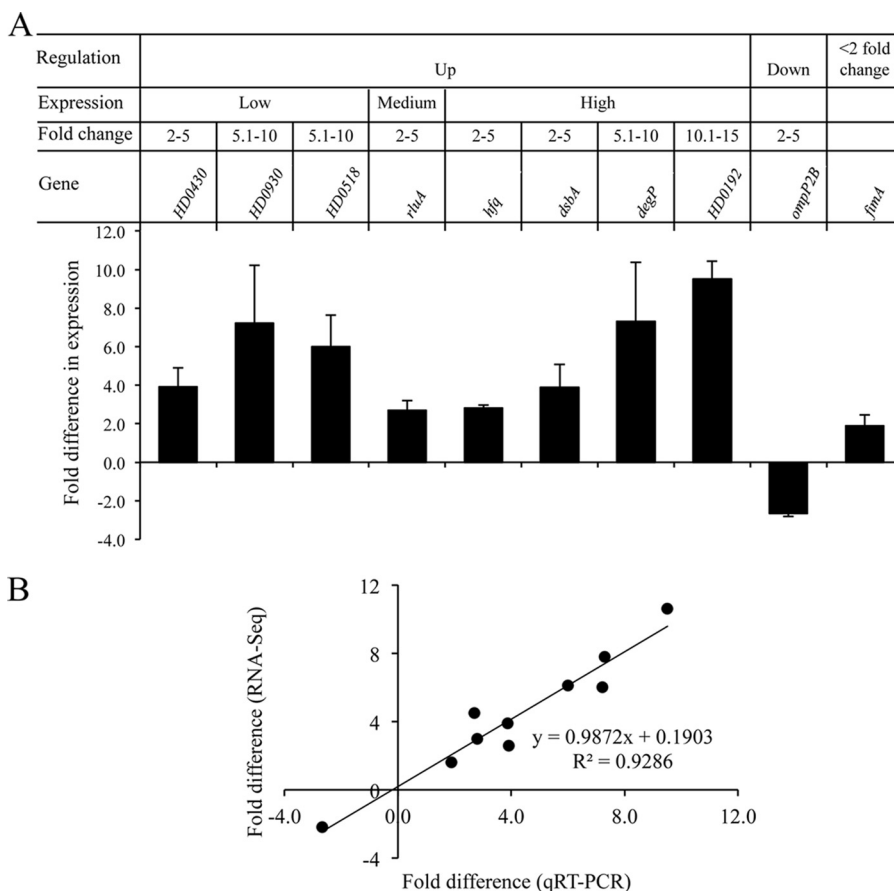 A
Regulation Up Down <2 fold change
Expression Low Medium High
Fold change 2-5 5.1-10 5.1-10 2-5 2-5 2-5 5.1-10 10.1-15 2-5
Gene HD0430 HD0930 HD0518 rluA hfq dsbA degP HD0192 ompP2B fimA
Fold difference in expression
12.0
10.0
8.0
6.0
4.0
2.0
0.0
-2.0
-4.0
B
Fold difference (RNA-Seq)
12
8
4
0
-4
y = 0.9872x + 0.1903
R² = 0.9286
-4.0 0.0 4.0 8.0 12.0
Fold difference (qRT-PCR)